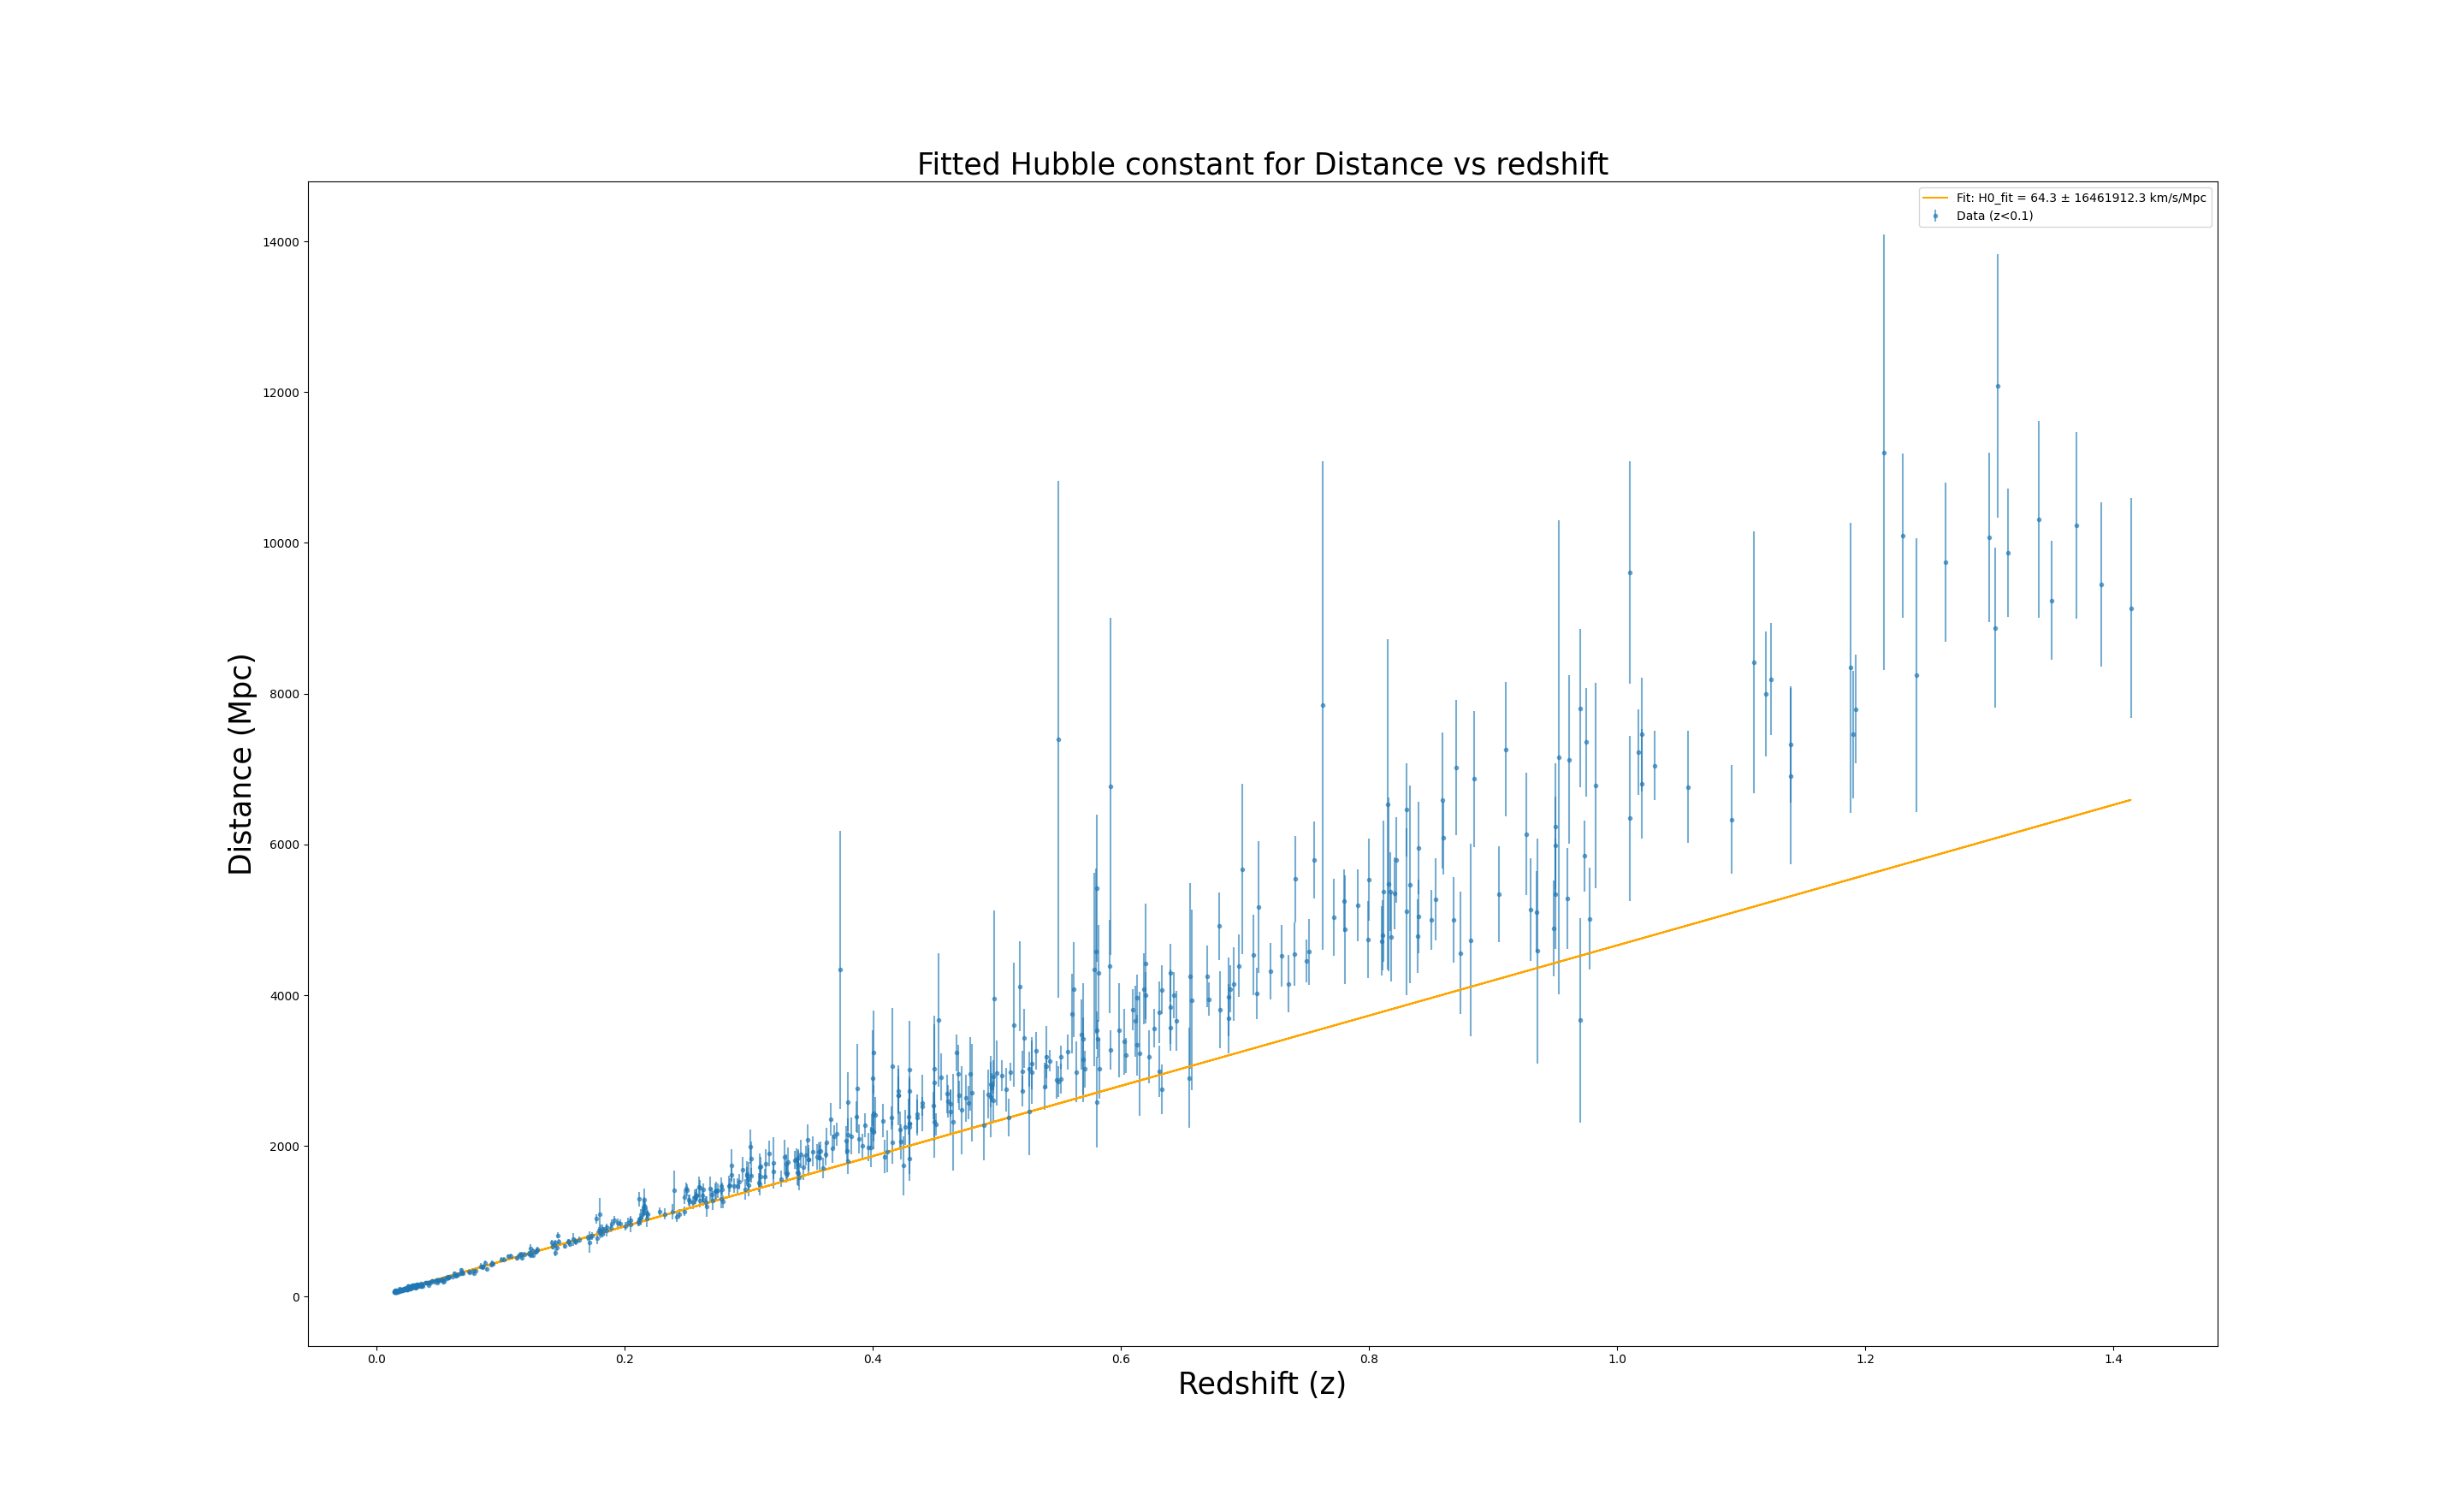 Fitted Hubble constant for Distance vs redshift
Fit: H0_fit = 64.3 ± 16461912.3 km/s/Mpc
Data (z<0.1)
14000
12000
10000
8000
6000
4000
2000
0
Distance (Mpc)
0.0 0.2 0.4 0.6 0.8 1.0 1.2 1.4
Redshift (z)